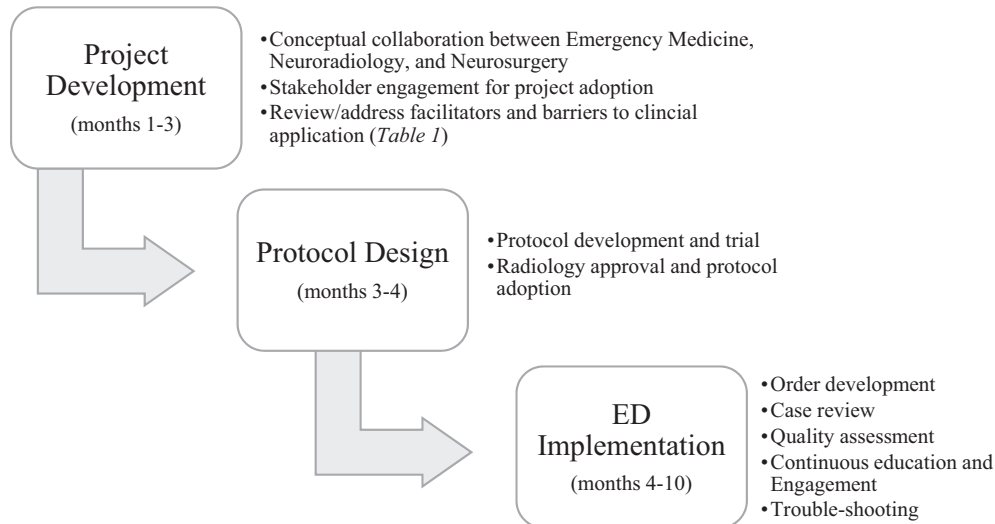 Project
Development
(months 1-3)
•Conceptual collaboration between Emergency Medicine,
Neuroradiology, and Neurosurgery
•Stakeholder engagement for project adoption
•Review/address facilitators and barriers to clincial
application (Table 1)
Protocol Design
(months 3-4)
•Protocol development and trial
•Radiology approval and protocol
adoption
ED
Implementation
(months 4-10)
•Order development
•Case review
•Quality assessment
•Continuous education and
Engagement
•Trouble-shooting